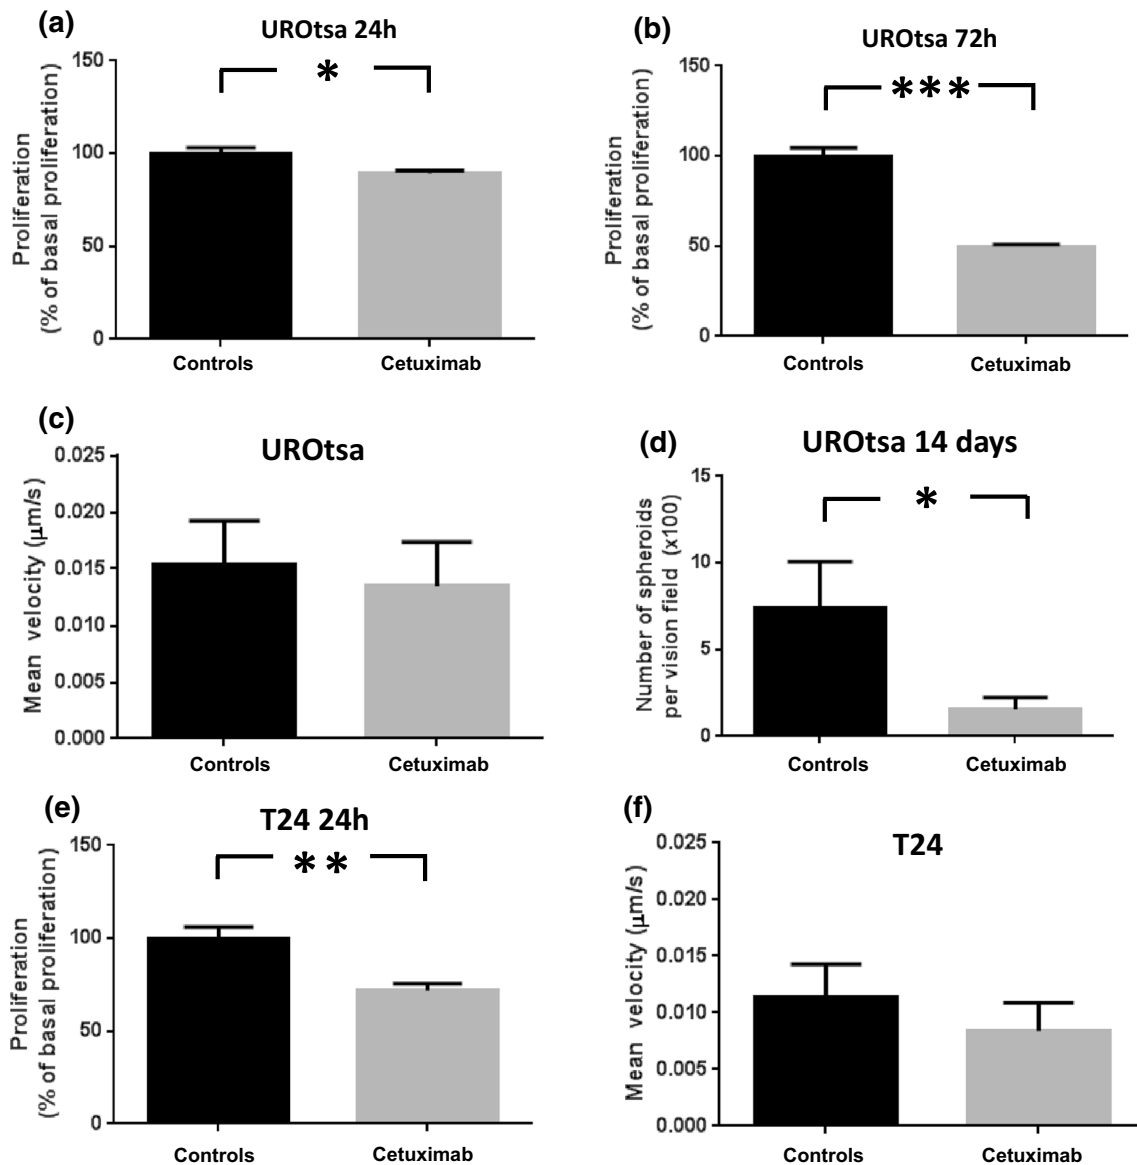 (a)
UROtsa 24h
Proliferation
(% of basal proliferation)
150
*
100
50
0
Controls
Cetuximab
(b)
UROtsa 72h
Proliferation
(% of basal proliferation)
150
***
100
50
0
Controls
Cetuximab
(c)
UROtsa
Mean velocity (μm/s)
0.025
0.020
0.015
0.010
0.005
0.000
Controls
Cetuximab
(d)
UROtsa 14 days
Number of spheroids
per vision field (x100)
15
*
10
5
0
Controls
Cetuximab
(e)
T24 24h
Proliferation
(% of basal proliferation)
150
**
100
50
0
Controls
Cetuximab
(f)
T24
Mean velocity (μm/s)
0.025
0.020
0.015
0.010
0.005
0.000
Controls
Cetuximab